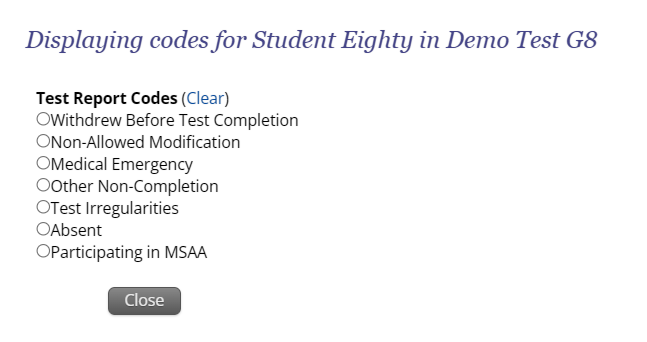 Displaying codes for Student Eighty in Demo Test G8
Test Report Codes (Clear)
Withdrew Before Test Completion
Non-Allowed Modification
Medical Emergency
Other Non-Completion
Test Irregularities
Absent
Participating in MSAA
Close